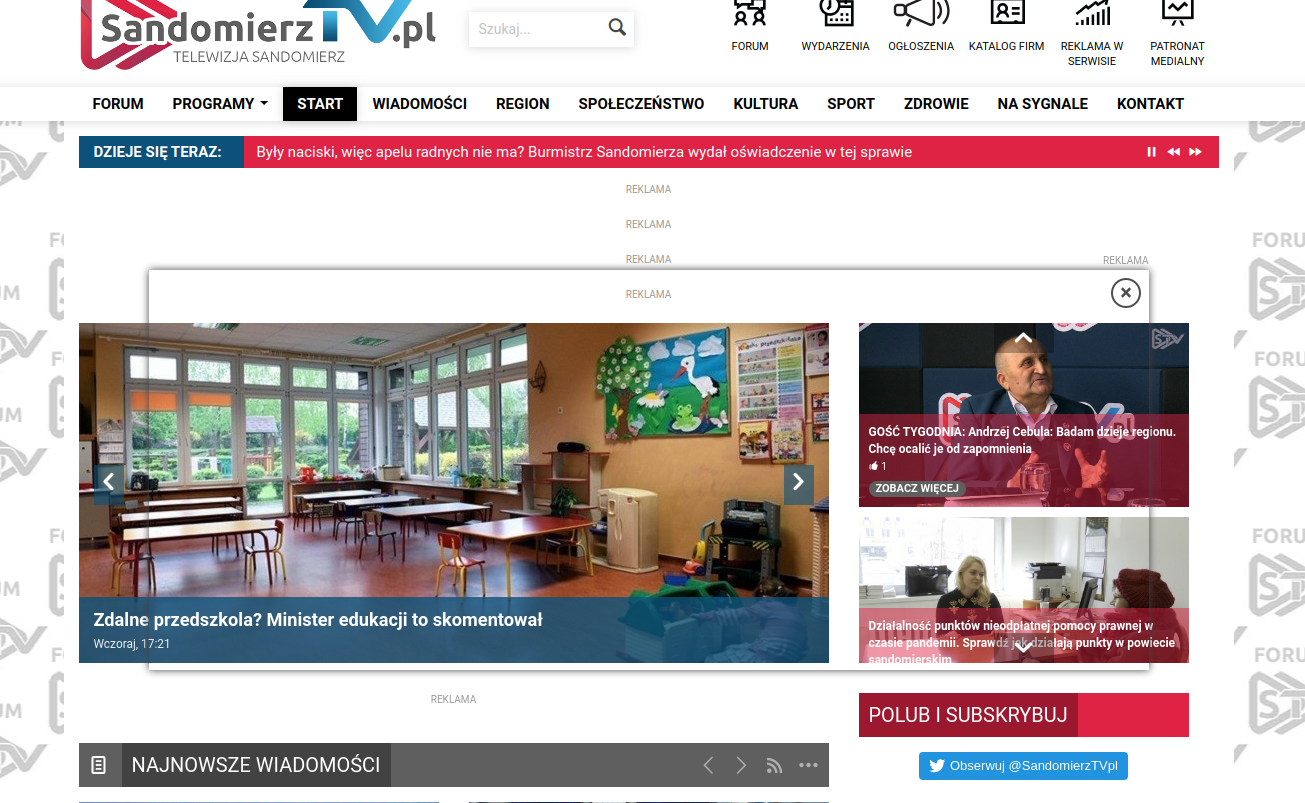 SandomierzTV.pl
TELEWIZJA SANDOMIERZ
Szukaj...
FORUM
WYDARZENIA
OGŁOSZENIA
KATALOG FIRM
REKLAMA W
SERWISIE
PATRONAT
MEDIALNY
FORUM PROGRAMY START WIADOMOŚCI REGION SPOŁECZEŃSTWO KULTURA SPORT ZDROWIE NA SYGNALE KONTAKT
DZIEJE SIĘ TERAZ: Były naciski, więc apelu radnych nie ma? Burmistrz Sandomierza wydał oświadczenie w tej sprawie
REKLAMA
REKLAMA
REKLAMA
REKLAMA
REKLAMA
Zdalne przedszkola? Minister edukacji to skomentował
Wczoraj, 17:21
GOŚĆ TYGODNIA: Andrzej Cebula: Badam dzieje regionu.
Chcę ocalić je od zapomnienia
1
ZOBACZ WIĘCEJ
Działalność punktów nieodpłatnej pomocy prawnej w
czasie pandemii. Sprawdź jak działają punkty w powiecie
sandomierskim
REKLAMA
POLUB I SUBSKRYBUJ
Obserwuj @SandomierzTVpl
NAJNOWSZE WIADOMOŚCI